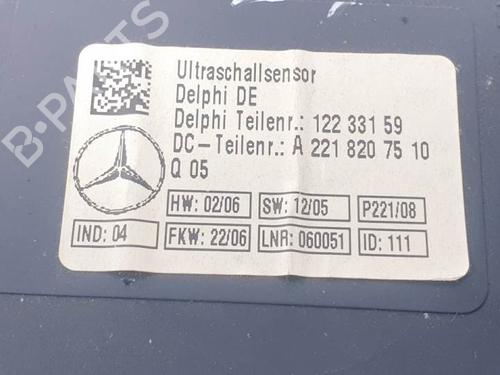 Ultraschallsensor
Delphi DE
Delphi Teilenr.: 122 331 59
DC-Teilenr.: A 221 820 75 10
Q 05
HW: 02/06 SW: 12/05 P221/08
IND: 04 FKW: 22/06 LNR: 060051 ID: 111
B-PARTS